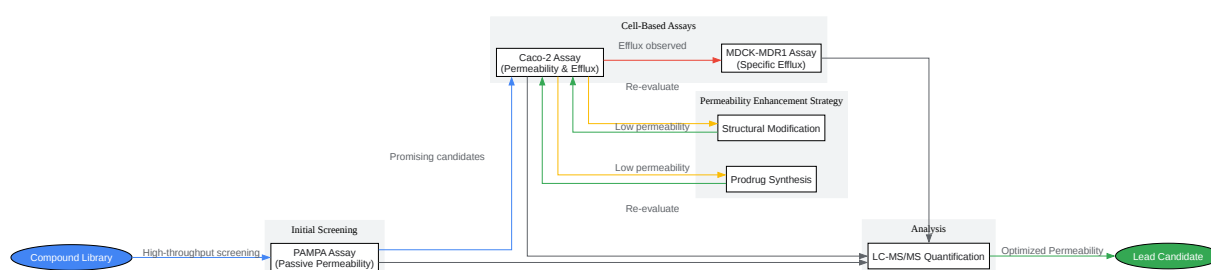 Cell-Based Assays
Caco-2 Assay
(Permeability & Efflux)
Efflux observed
MDCK-MDR1 Assay
(Specific Efflux)
Re-evaluate
Permeability Enhancement Strategy
Low permeability
Structural Modification
Promising candidates
Low permeability
Prodrug Synthesis
Re-evaluate
Initial Screening
Analysis
Compound Library
High-throughput screening
PAMPA Assay
(Passive Permeability)
LC-MS/MS Quantification
Optimized Permeability
Lead Candidate